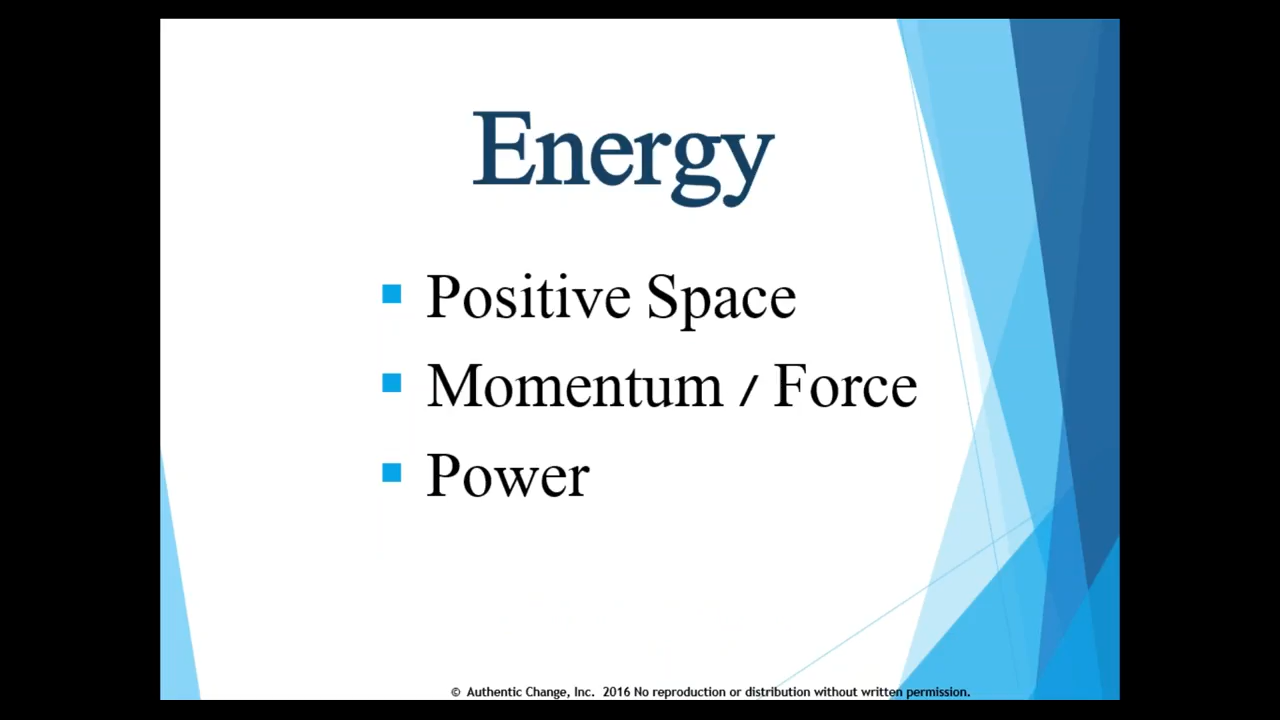 Energy
Positive Space
Momentum / Force
Power
© Authentic Change, Inc. 2016 No reproduction or distribution without written permission.